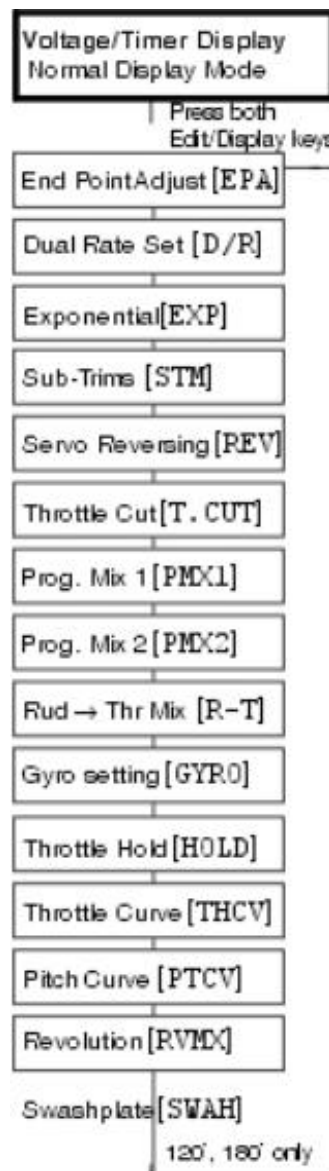 Voltage/Timer Display
Normal Display Mode
Press both
Edit/Display keys
End Point Adjust [EPA]
Dual Rate Set [D/R]
Exponential[EXP]
Sub-Trims [STM]
Servo Reversing [REV]
Throttle Cut[T.CUT]
Prog. Mix 1 [PMX1]
Prog. Mix 2 [PMX2]
Rud → Thr Mix [R-T]
Gyro setting [GYRO]
Throttle Hold [HOLD]
Throttle Curve [THCV]
Pitch Curve [PTCV]
Revolution [RVMX]
Swashplate[SWAH]
120˚, 180˚ only